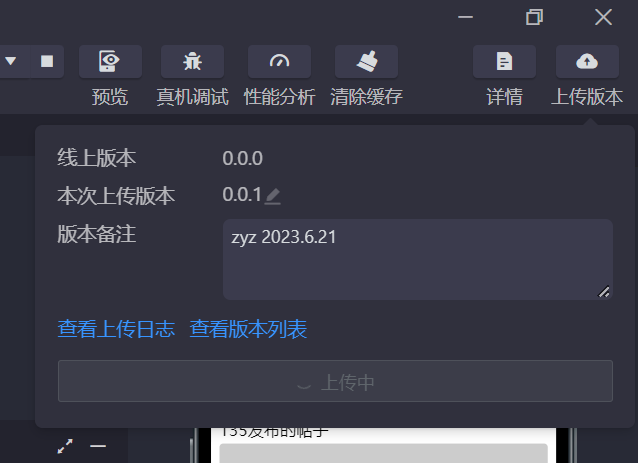 预览 真机调试 性能分析 清除缓存 详情 上传版本
线上版本 0.0.0
本次上传版本 0.0.1
版本备注 zyz 2023.6.21
查看上传日志 查看版本列表
上传中
135发布的帖子